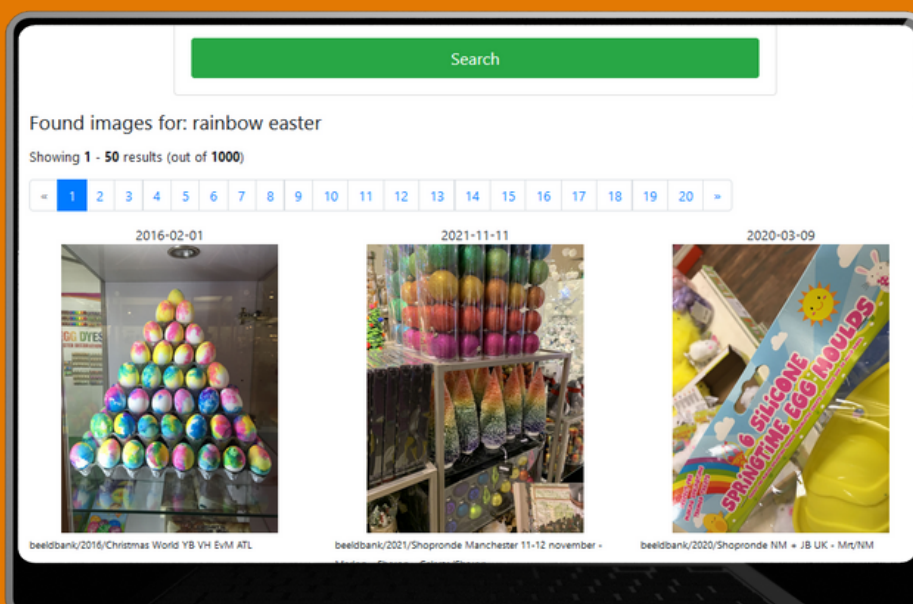 Search
Found images for: rainbow easter
Showing 1 - 50 results (out of 1000)
« 1 2 3 4 5 6 7 8 9 10 11 12 13 14 15 16 17 18 19 20 »
2016-02-01
2021-11-11
2020-03-09
EGG DYES
6 SILICONE
SPRINGTIME EGG MOULDS
beeldbank/2016/Christmas World YB VH EvM ATL
beeldbank/2021/Shopronde Manchester 11-12 november -
beeldbank/2020/Shopronde NM + JB UK - Mrt/NM